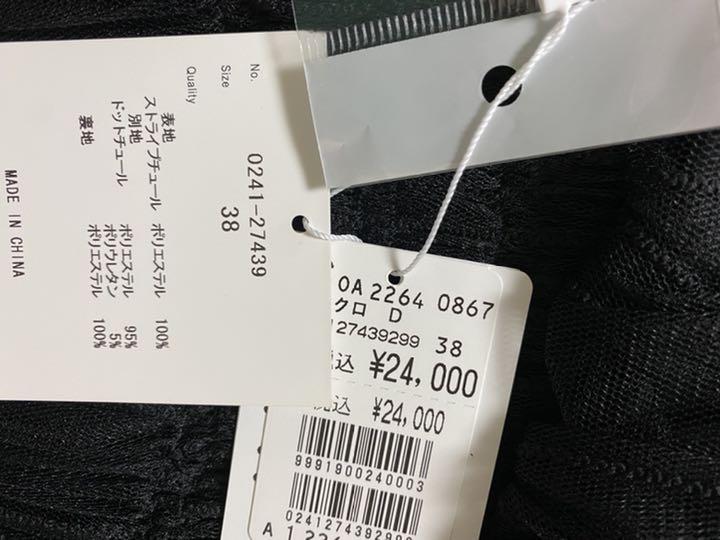 No. 0241-27439
Size 38
Quality
表地
ストライプチュール ポリエステル 100%
別地
ドットチュール ポリエステル 95%
ポリウレタン 5%
裏地 ポリエステル 100%
MADE IN CHINA
0A 2264 0867
クロ D
127439299 38
税込 ¥24,000
税込 ¥24,000
9991900240003
A